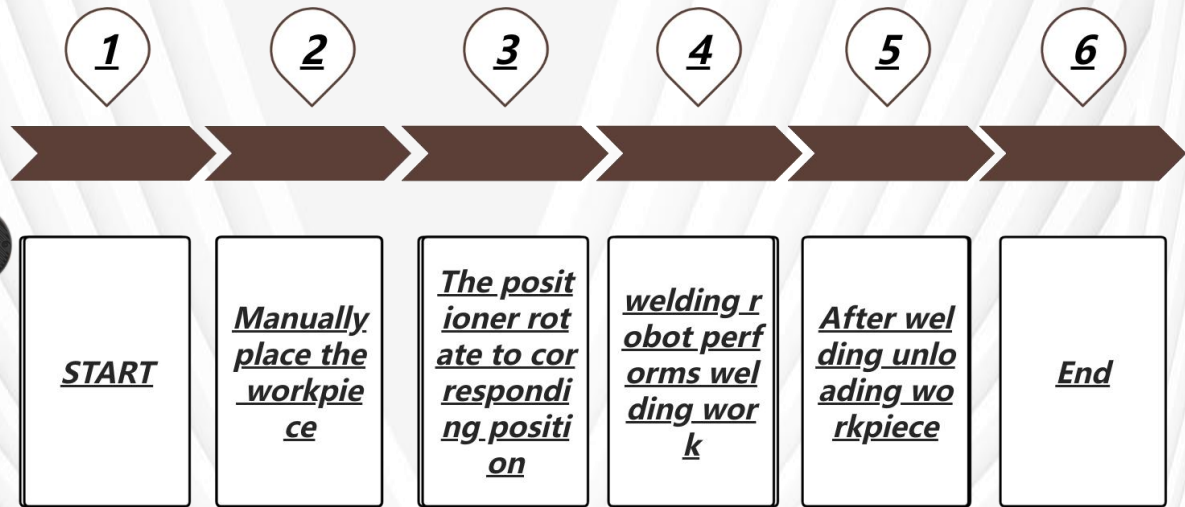 1
2
3
4
5
6
START
Manually
place the
workpie
ce
The posit
ioner rot
ate to cor
respondi
ng positi
on
welding r
obot perf
orms wel
ding wor
k
After wel
ding unlo
ading wo
rkpiece
End